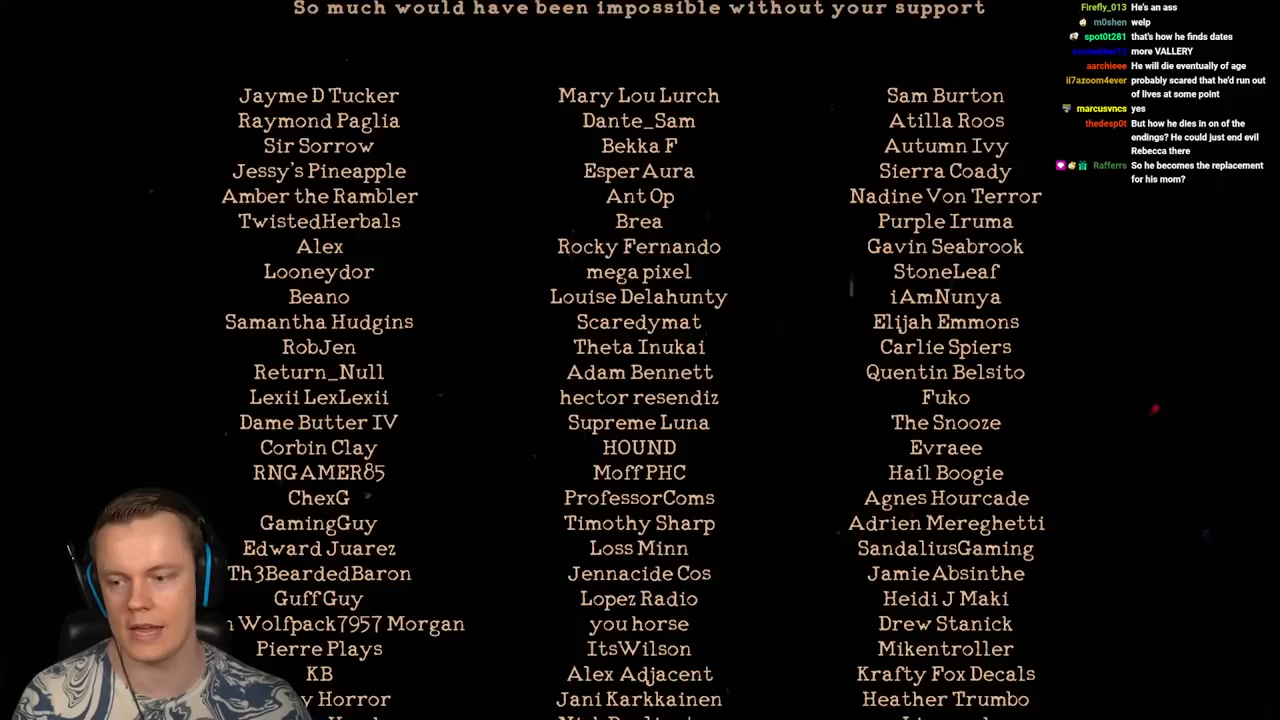 So much would have been impossible without your support
Jayme D Tucker
Raymond Paglia
Sir Sorrow
Jessy's Pineapple
Amber the Rambler
TwistedHerbals
Alex
Looneydor
Beano
Samantha Hudgins
RobJen
Return_Null
Lexii LexLexii
Dame Butter IV
Corbin Clay
RNGAMER85
ChexG
GamingGuy
Edward Juarez
Th3BeardedBaron
GuffGuy
Wolfpack7957 Morgan
Pierre Plays
KB
Horror
Mary Lou Lurch
Dante_Sam
Bekka F
Esper Aura
Ant Op
Brea
Rocky Fernando
mega pixel
Louise Delahunty
Scaredymat
Theta Inukai
Adam Bennett
hector resendiz
Supreme Luna
HOUND
Moff PHC
ProfessorComs
Timothy Sharp
Loss Minn
Jennacide Cos
Lopez Radio
you horse
ItsWilson
Alex Adjacent
Jani Karkkainen
Sam Burton
Atilla Roos
Autumn Ivy
Sierra Coady
Nadine Von Terror
Purple Iruma
Gavin Seabrook
StoneLeaf
iAmNunya
Elijah Emmons
Carlie Spiers
Quentin Belsito
Fuko
The Snooze
Evraee
Hail Boogie
Agnes Hourcade
Adrien Mereghetti
SandaliusGaming
JamieAbsinthe
Heidi J Maki
Drew Stanick
Mikentroller
Krafty Fox Decals
Heather Trumbo
Firefly_013 He's an ass
m0shen welp
spot0t281 that's how he finds dates
more VALLERY
aarchieee He will die eventually of age
ii7azoom4ever probably scared that he'd run out
of lives at some point
marcusvncs yes
thedesp0t But how he dies in on of the
endings? He could just end evil
Rebecca there
Rafferrs So he becomes the replacement
for his mom?